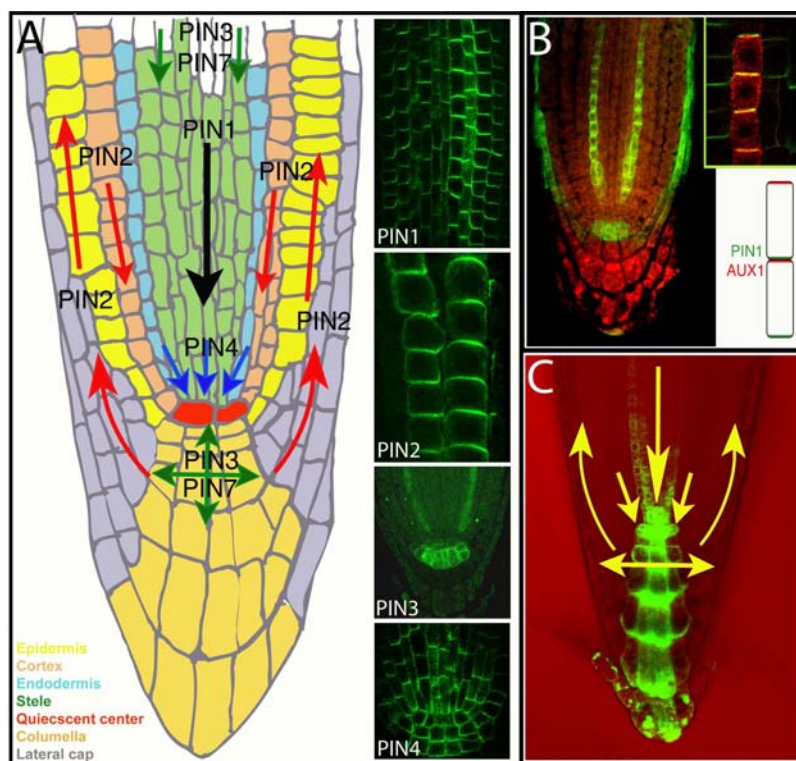 A
PIN3
PIN7
PIN1
PIN2
PIN2
PIN2
PIN2
PIN4
PIN3
PIN7
Epidermis
Cortex
Endodermis
Stele
Quiecscent center
Columella
Lateral cap
PIN1
PIN2
PIN3
PIN4
B
PIN1
AUX1
C